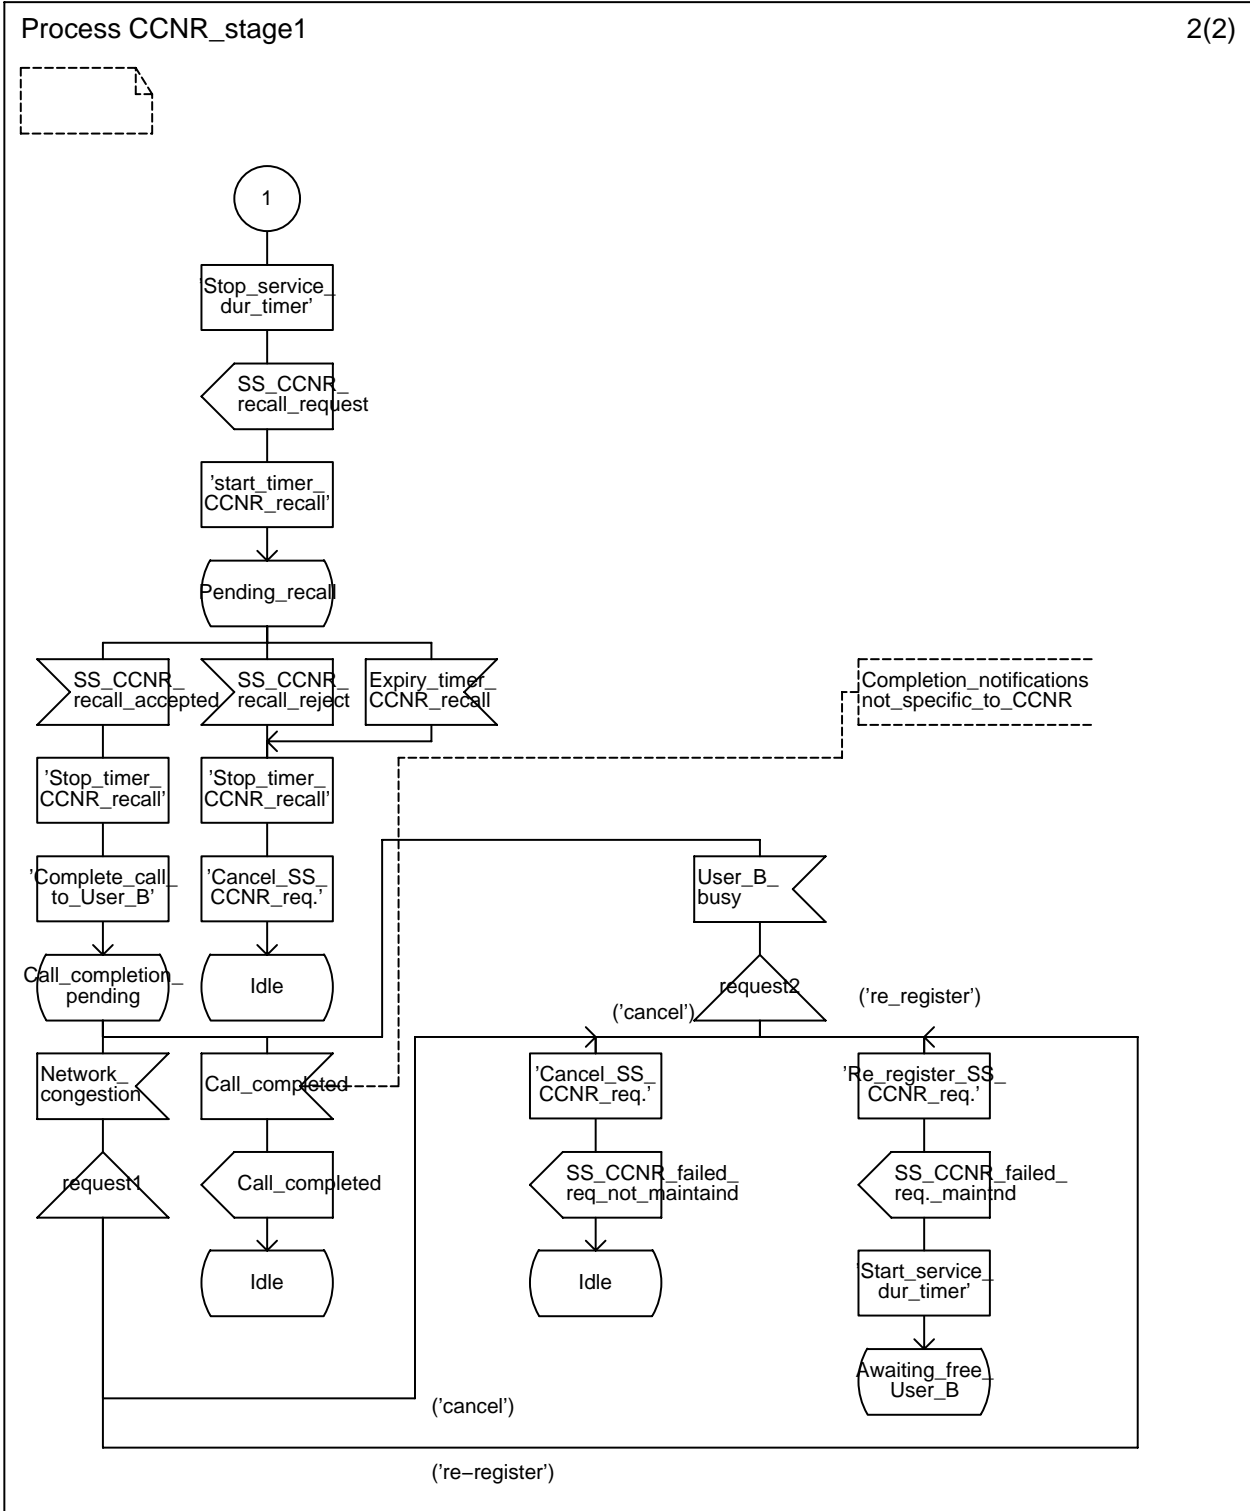 Process CCNR_stage1
2(2)
1
’Stop_service_
dur_timer’
SS_CCNR_
recall_request
’start_timer_
CCNR_recall’
Pending_recall
SS_CCNR_
recall_accepted
SS_CCNR_
recall_reject
Expiry_timer_
CCNR_recall
Completion_notifications
not_specific_to_CCNR
’Stop_timer_
CCNR_recall’
’Stop_timer_
CCNR_recall’
’Complete_call_
to_User_B’
’Cancel_SS_
CCNR_req.’
User_B_
busy
Call_completion_
pending
Idle
request2
(’cancel’)
(’re_register’)
Network_
congestion
Call_completed
’Cancel_SS_
CCNR_req.’
’Re_register_SS_
CCNR_req.’
request1
Call_completed
SS_CCNR_failed_
req_not_maintaind
SS_CCNR_failed_
req._maintnd
Idle
Idle
’Start_service_
dur_timer’
Awaiting_free_
User_B
(’cancel’)
(’re−register’)